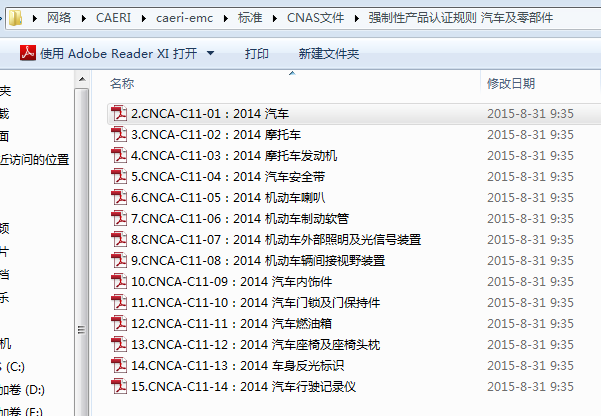 网络 ▸ CAERI ▸ caeri-emc ▸ 标准 ▸ CNAS文件 ▸ 强制性产品认证规则 汽车及零部件
使用 Adobe Reader XI 打开 打印 新建文件夹
名称 修改日期
2.CNCA-C11-01：2014 汽车 2015-8-31 9:35
3.CNCA-C11-02：2014 摩托车 2015-8-31 9:35
4.CNCA-C11-03：2014 摩托车发动机 2015-8-31 9:35
5.CNCA-C11-04：2014 汽车安全带 2015-8-31 9:35
6.CNCA-C11-05：2014 机动车喇叭 2015-8-31 9:35
7.CNCA-C11-06：2014 机动车制动软管 2015-8-31 9:35
8.CNCA-C11-07：2014 机动车外部照明及光信号装置 2015-8-31 9:35
9.CNCA-C11-08：2014 机动车辆间接视野装置 2015-8-31 9:35
10.CNCA-C11-09：2014 汽车内饰件 2015-8-31 9:35
11.CNCA-C11-10：2014 汽车门锁及门保持件 2015-8-31 9:35
12.CNCA-C11-11：2014 汽车燃油箱 2015-8-31 9:35
13.CNCA-C11-12：2014 汽车座椅及座椅头枕 2015-8-31 9:35
14.CNCA-C11-13：2014 车身反光标识 2015-8-31 9:35
15.CNCA-C11-14：2014 汽车行驶记录仪 2015-8-31 9:35
夹
载
面
近访问的位置
频
片
档
乐
机
(C:)
加卷 (D:)
加卷 (E:)